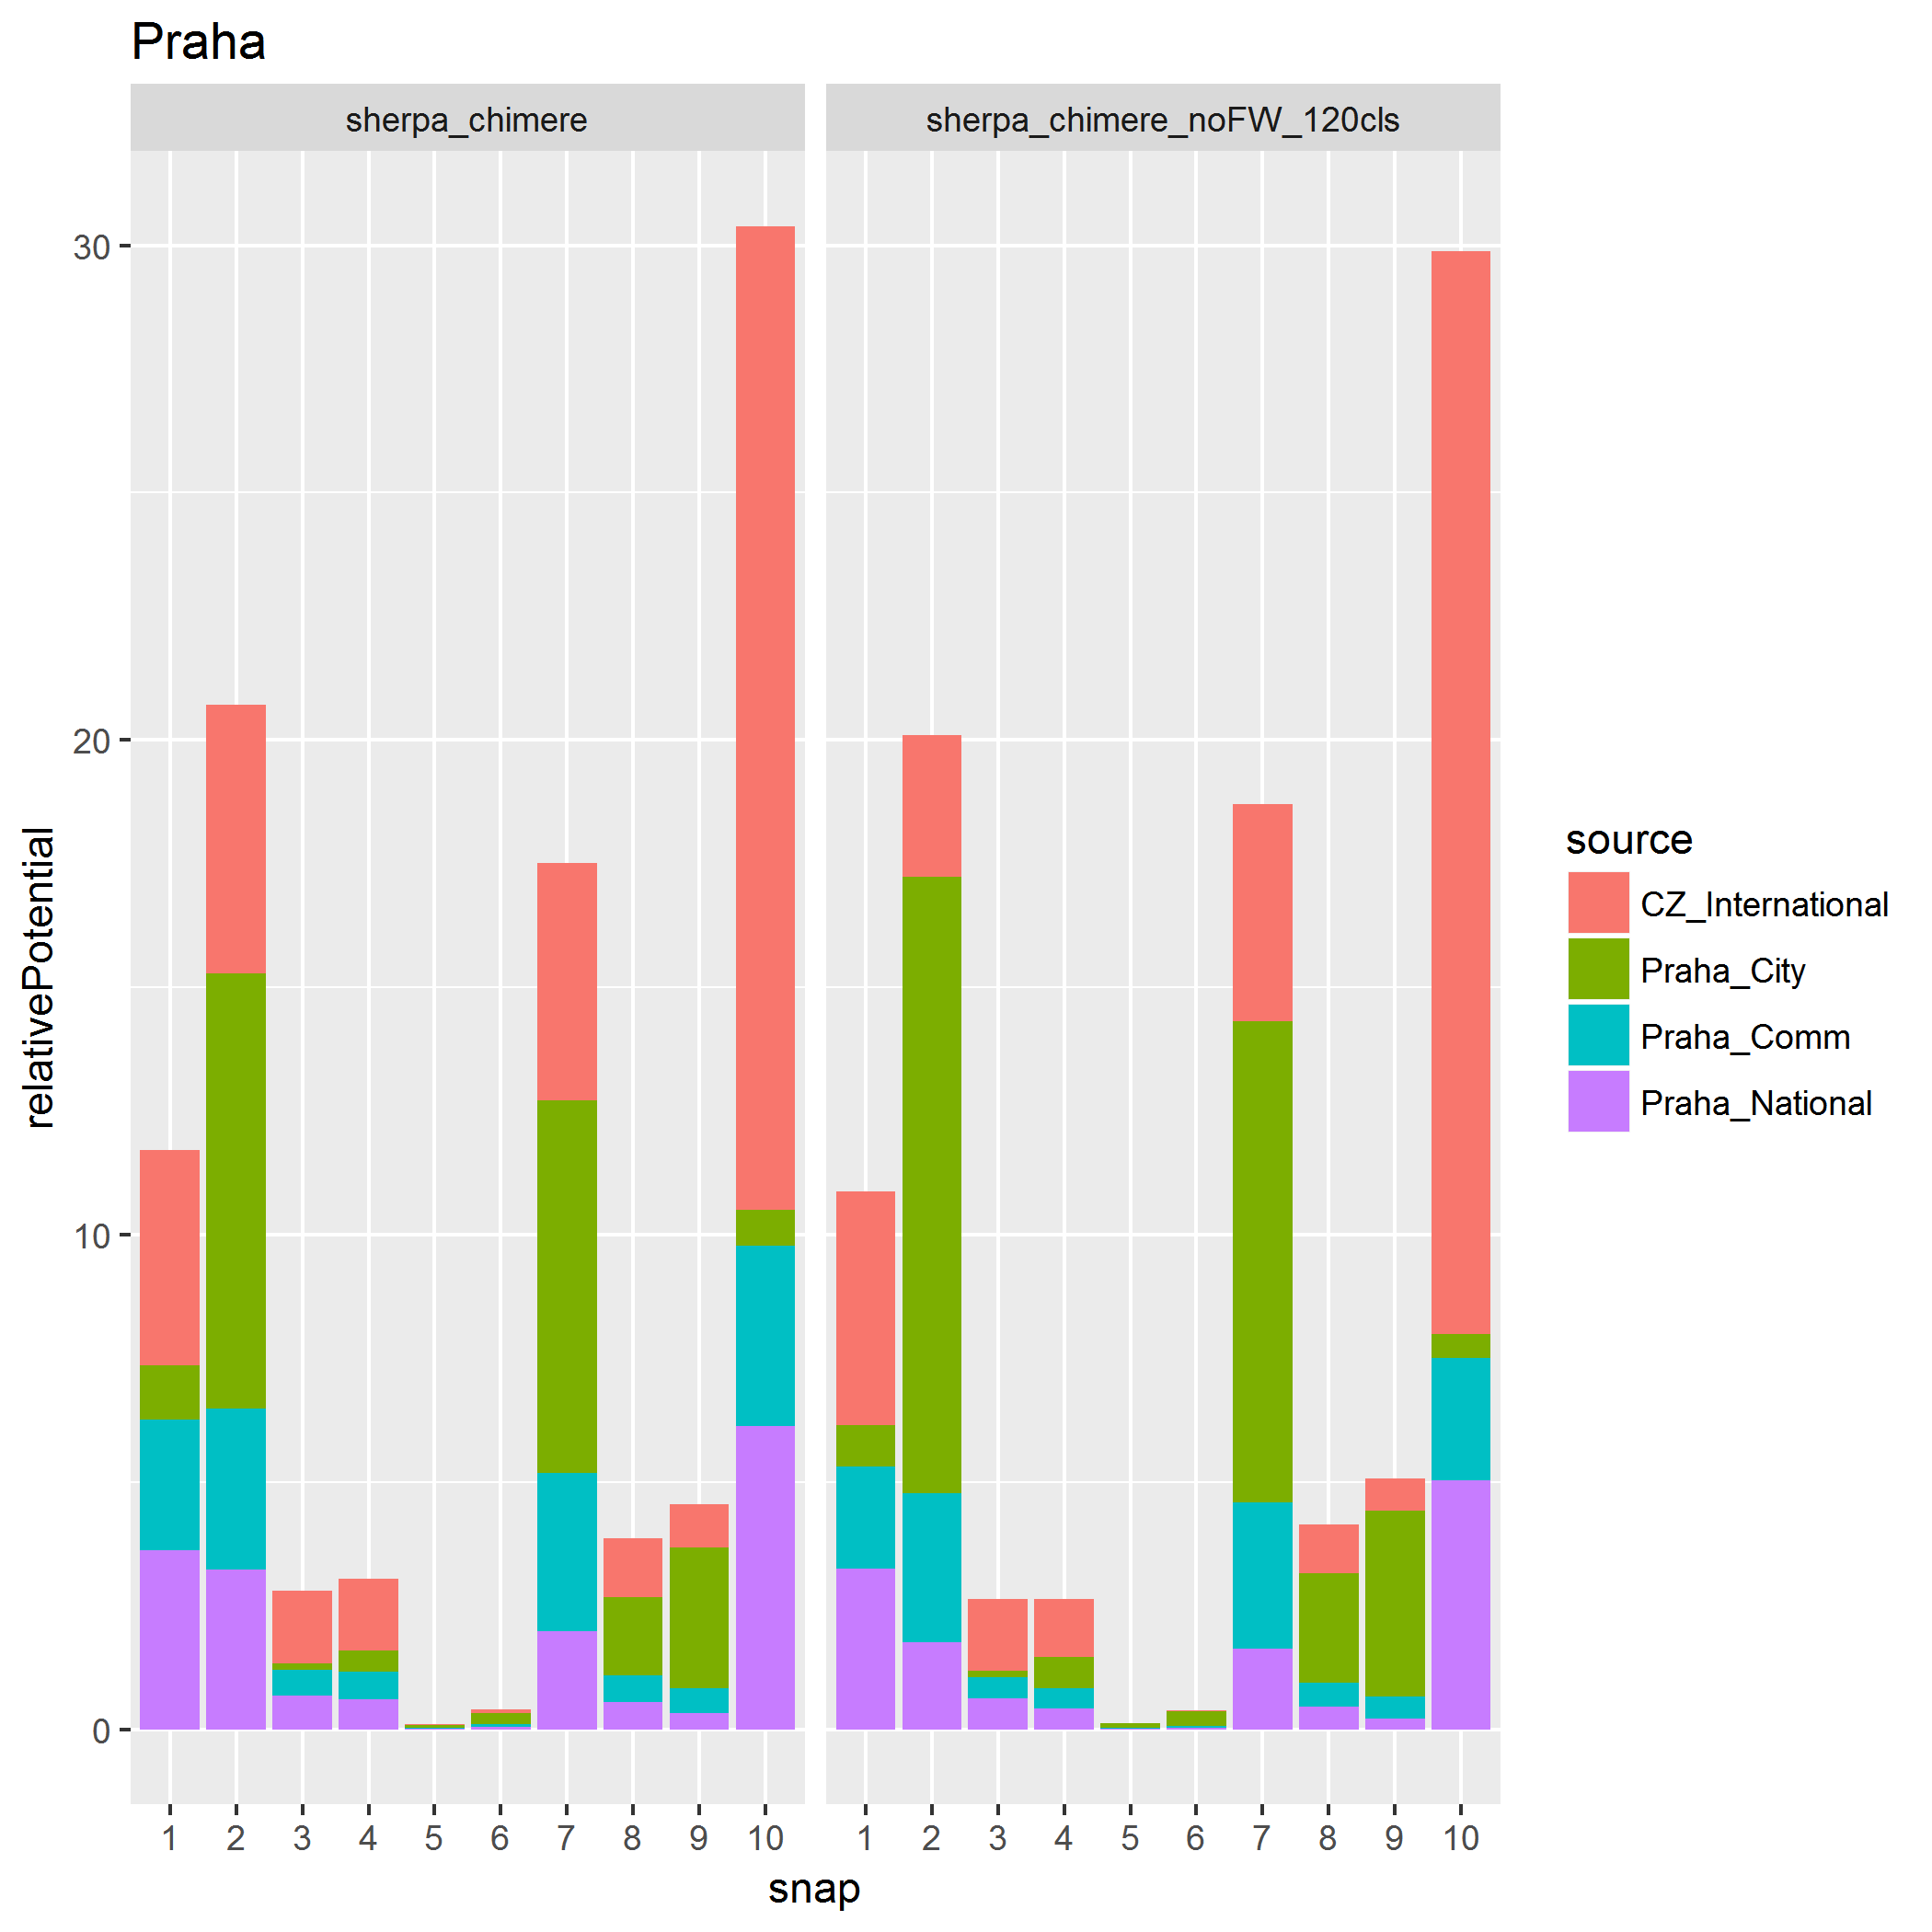 Praha
sherpa_chimere
sherpa_chimere_noFW_120cls
30
20
10
0
relativePotential
1 2 3 4 5 6 7 8 9 10
1 2 3 4 5 6 7 8 9 10
snap
source
CZ_International
Praha_City
Praha_Comm
Praha_National